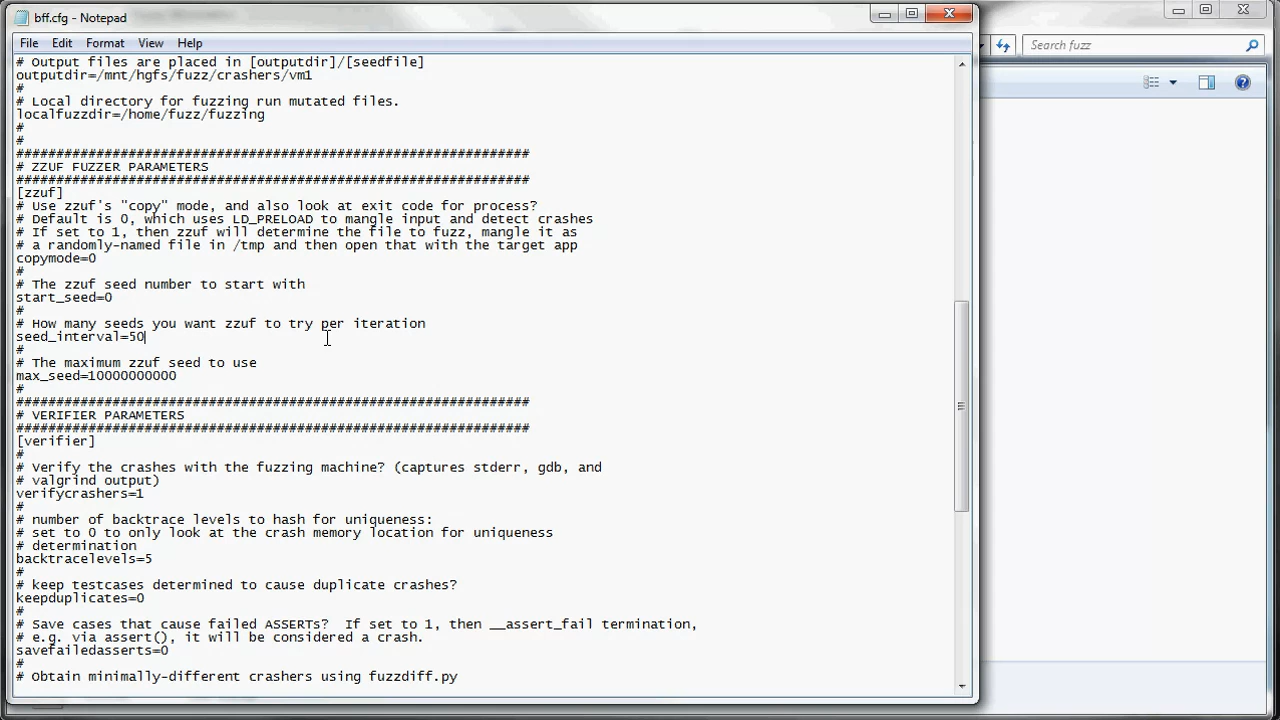 bff.cfg - Notepad
Search fuzz
File Edit Format View Help
# Output files are placed in [outputdir]/[seedfile]
outputdir=/mnt/hgfs/fuzz/crashers/vm1
#
# Local directory for fuzzing run mutated files.
localfuzzdir=/home/fuzz/fuzzing
#
#
################################################################
# ZZUF FUZZER PARAMETERS
################################################################
[zzuf]
# Use zzuf's "copy" mode, and also look at exit code for process?
# Default is 0, which uses LD_PRELOAD to mangle input and detect crashes
# If set to 1, then zzuf will determine the file to fuzz, mangle it as
# a randomly-named file in /tmp and then open that with the target app
copymode=0
#
# The zzuf seed number to start with
start_seed=0
#
# How many seeds you want zzuf to try per iteration
seed_interval=50
#
# The maximum zzuf seed to use
max_seed=10000000000
#
################################################################
# VERIFIER PARAMETERS
################################################################
[verifier]
#
# Verify the crashes with the fuzzing machine? (captures stderr, gdb, and
# valgrind output)
verifycrashers=1
#
# number of backtrace levels to hash for uniqueness:
# set to 0 to only look at the crash memory location for uniqueness
# determination
backtracelevels=5
#
# keep testcases determined to cause duplicate crashes?
keepduplicates=0
#
# Save cases that cause failed ASSERTs?  If set to 1, then __assert_fail termination,
# e.g. via assert(), it will be considered a crash.
savefailedasserts=0
#
# Obtain minimally-different crashers using fuzzdiff.py